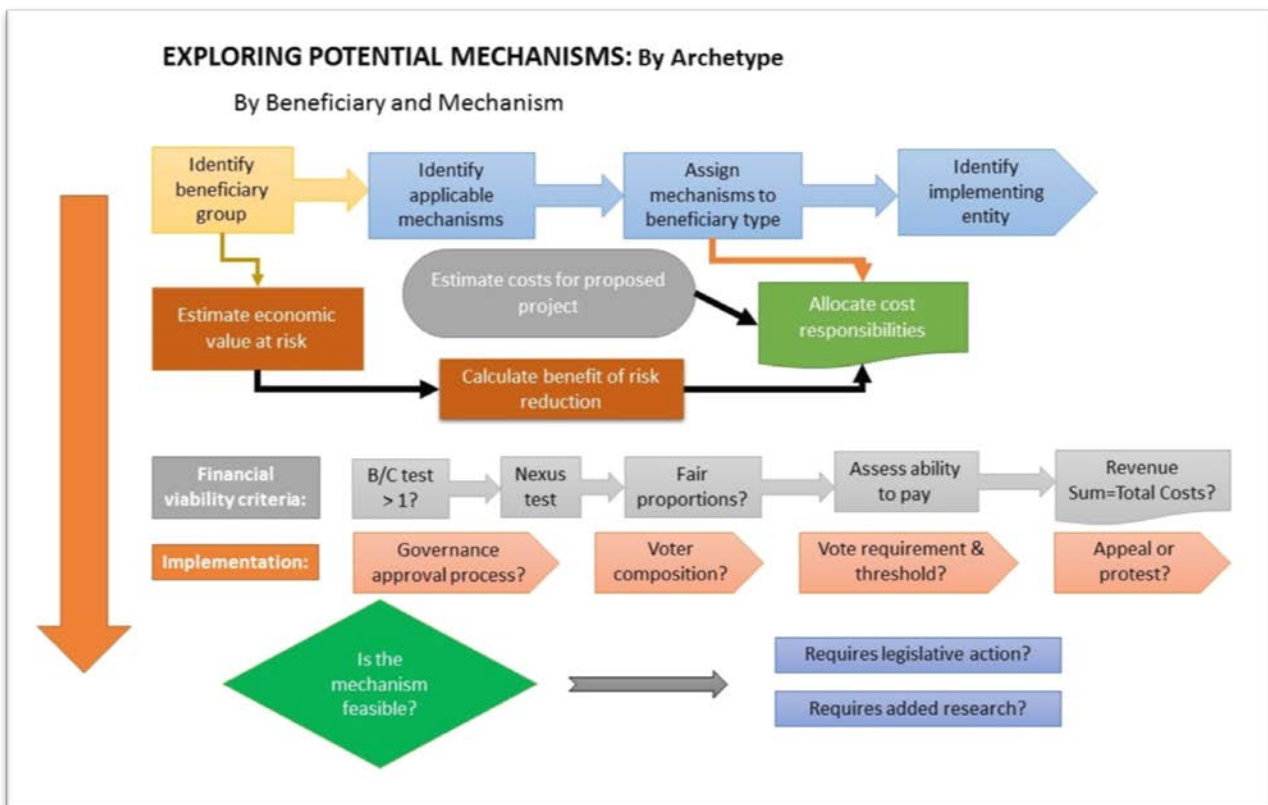 EXPLORING POTENTIAL MECHANISMS: By Archetype
By Beneficiary and Mechanism
Identify
beneficiary
group
Identify
applicable
mechanisms
Assign
mechanisms to
beneficiary type
Identify
implementing
entity
Estimate costs for proposed
project
Estimate economic
value at risk
Allocate cost
responsibilities
Calculate benefit of risk
reduction
Financial
viability criteria:
B/C test
> 1?
Nexus
test
Fair
proportions?
Assess ability
to pay
Revenue
Sum=Total Costs?
Implementation:
Governance
approval process?
Voter
composition?
Vote requirement &
threshold?
Appeal or
protest?
Is the
mechanism
feasible?
Requires legislative action?
Requires added research?